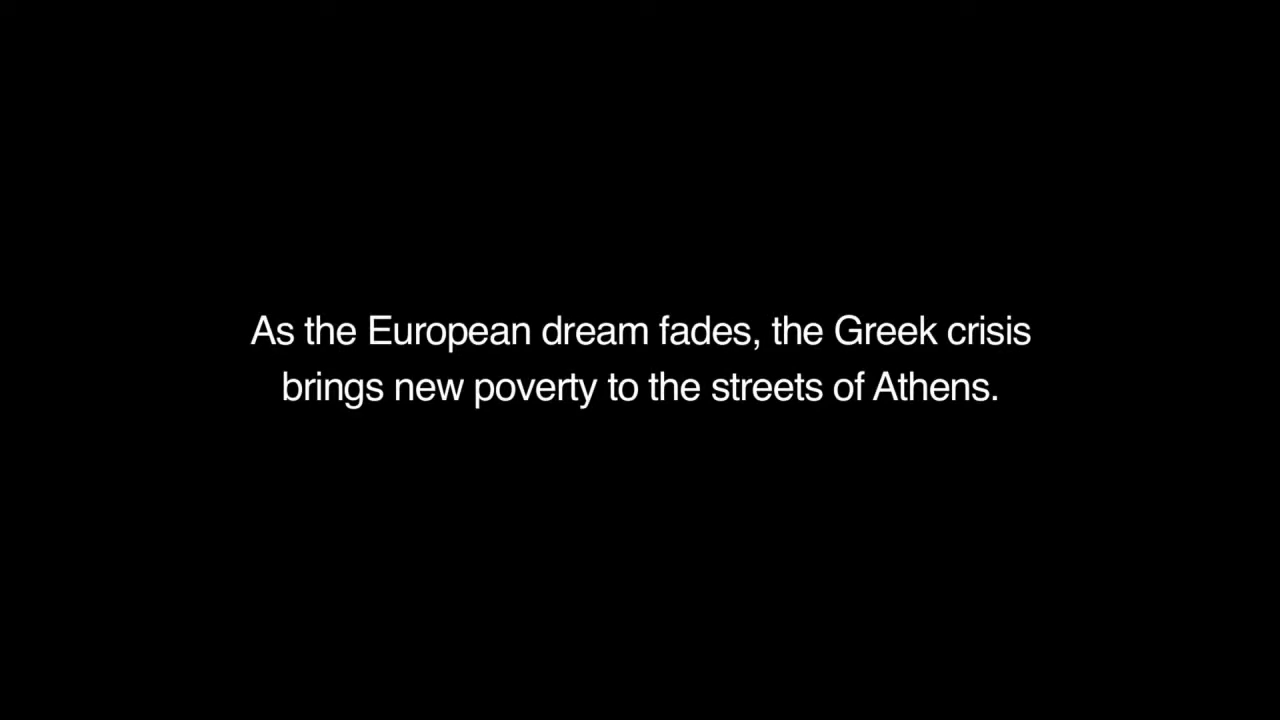 As the European dream fades, the Greek crisis
brings new poverty to the streets of Athens.